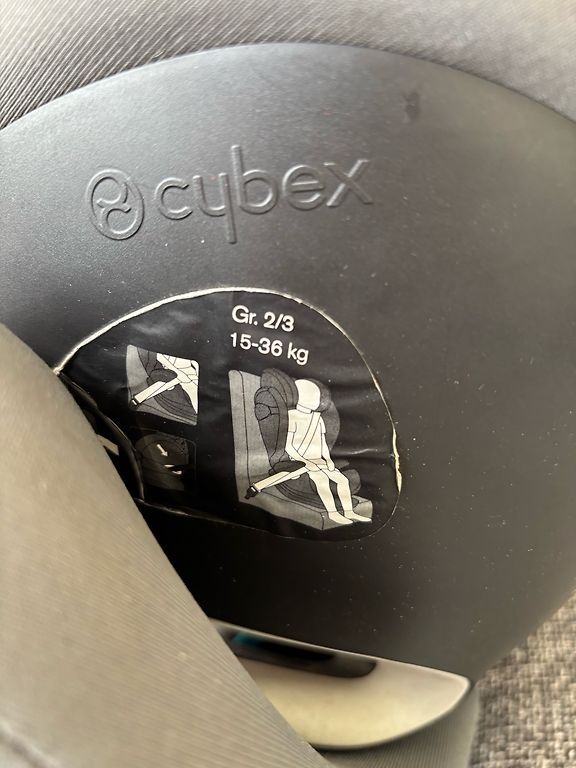 cybex
Gr. 2/3
15-36 kg